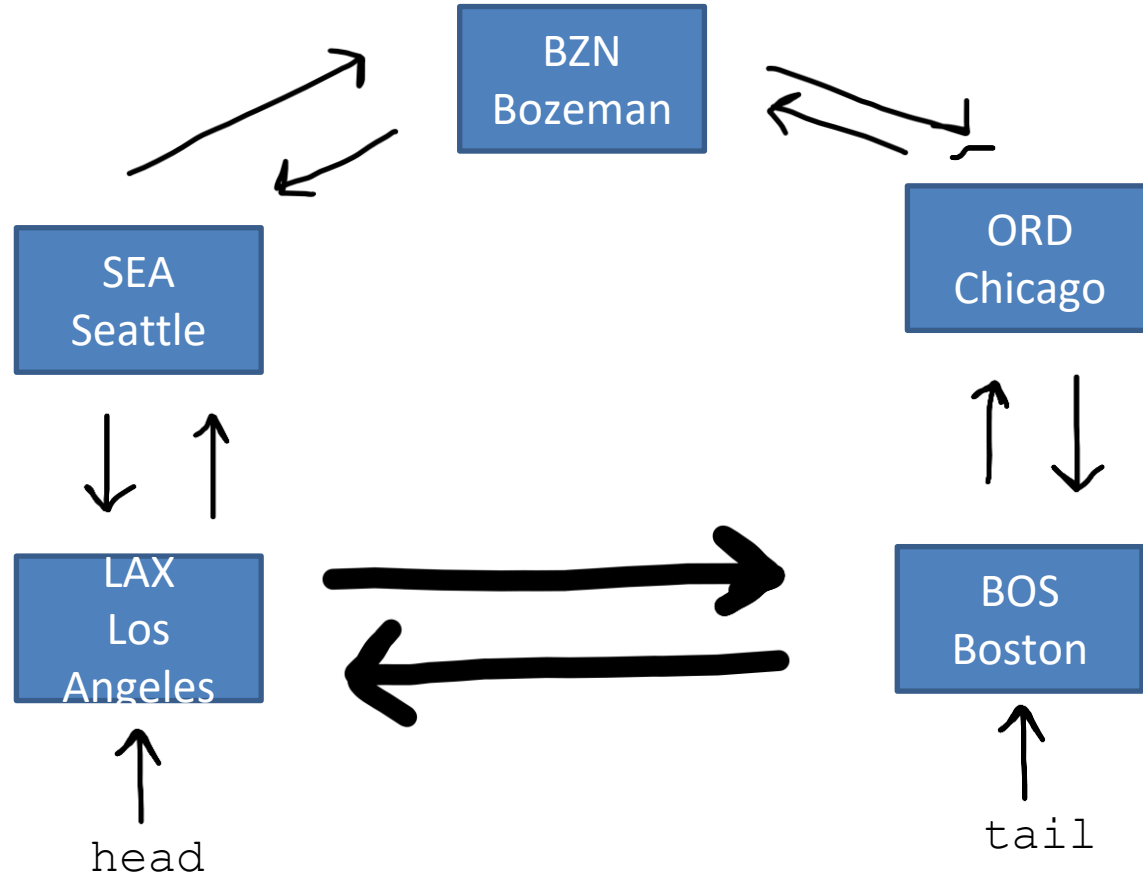 BZN
Bozeman
SEA
Seattle
ORD
Chicago
LAX
Los
Angeles
BOS
Boston
head
tail